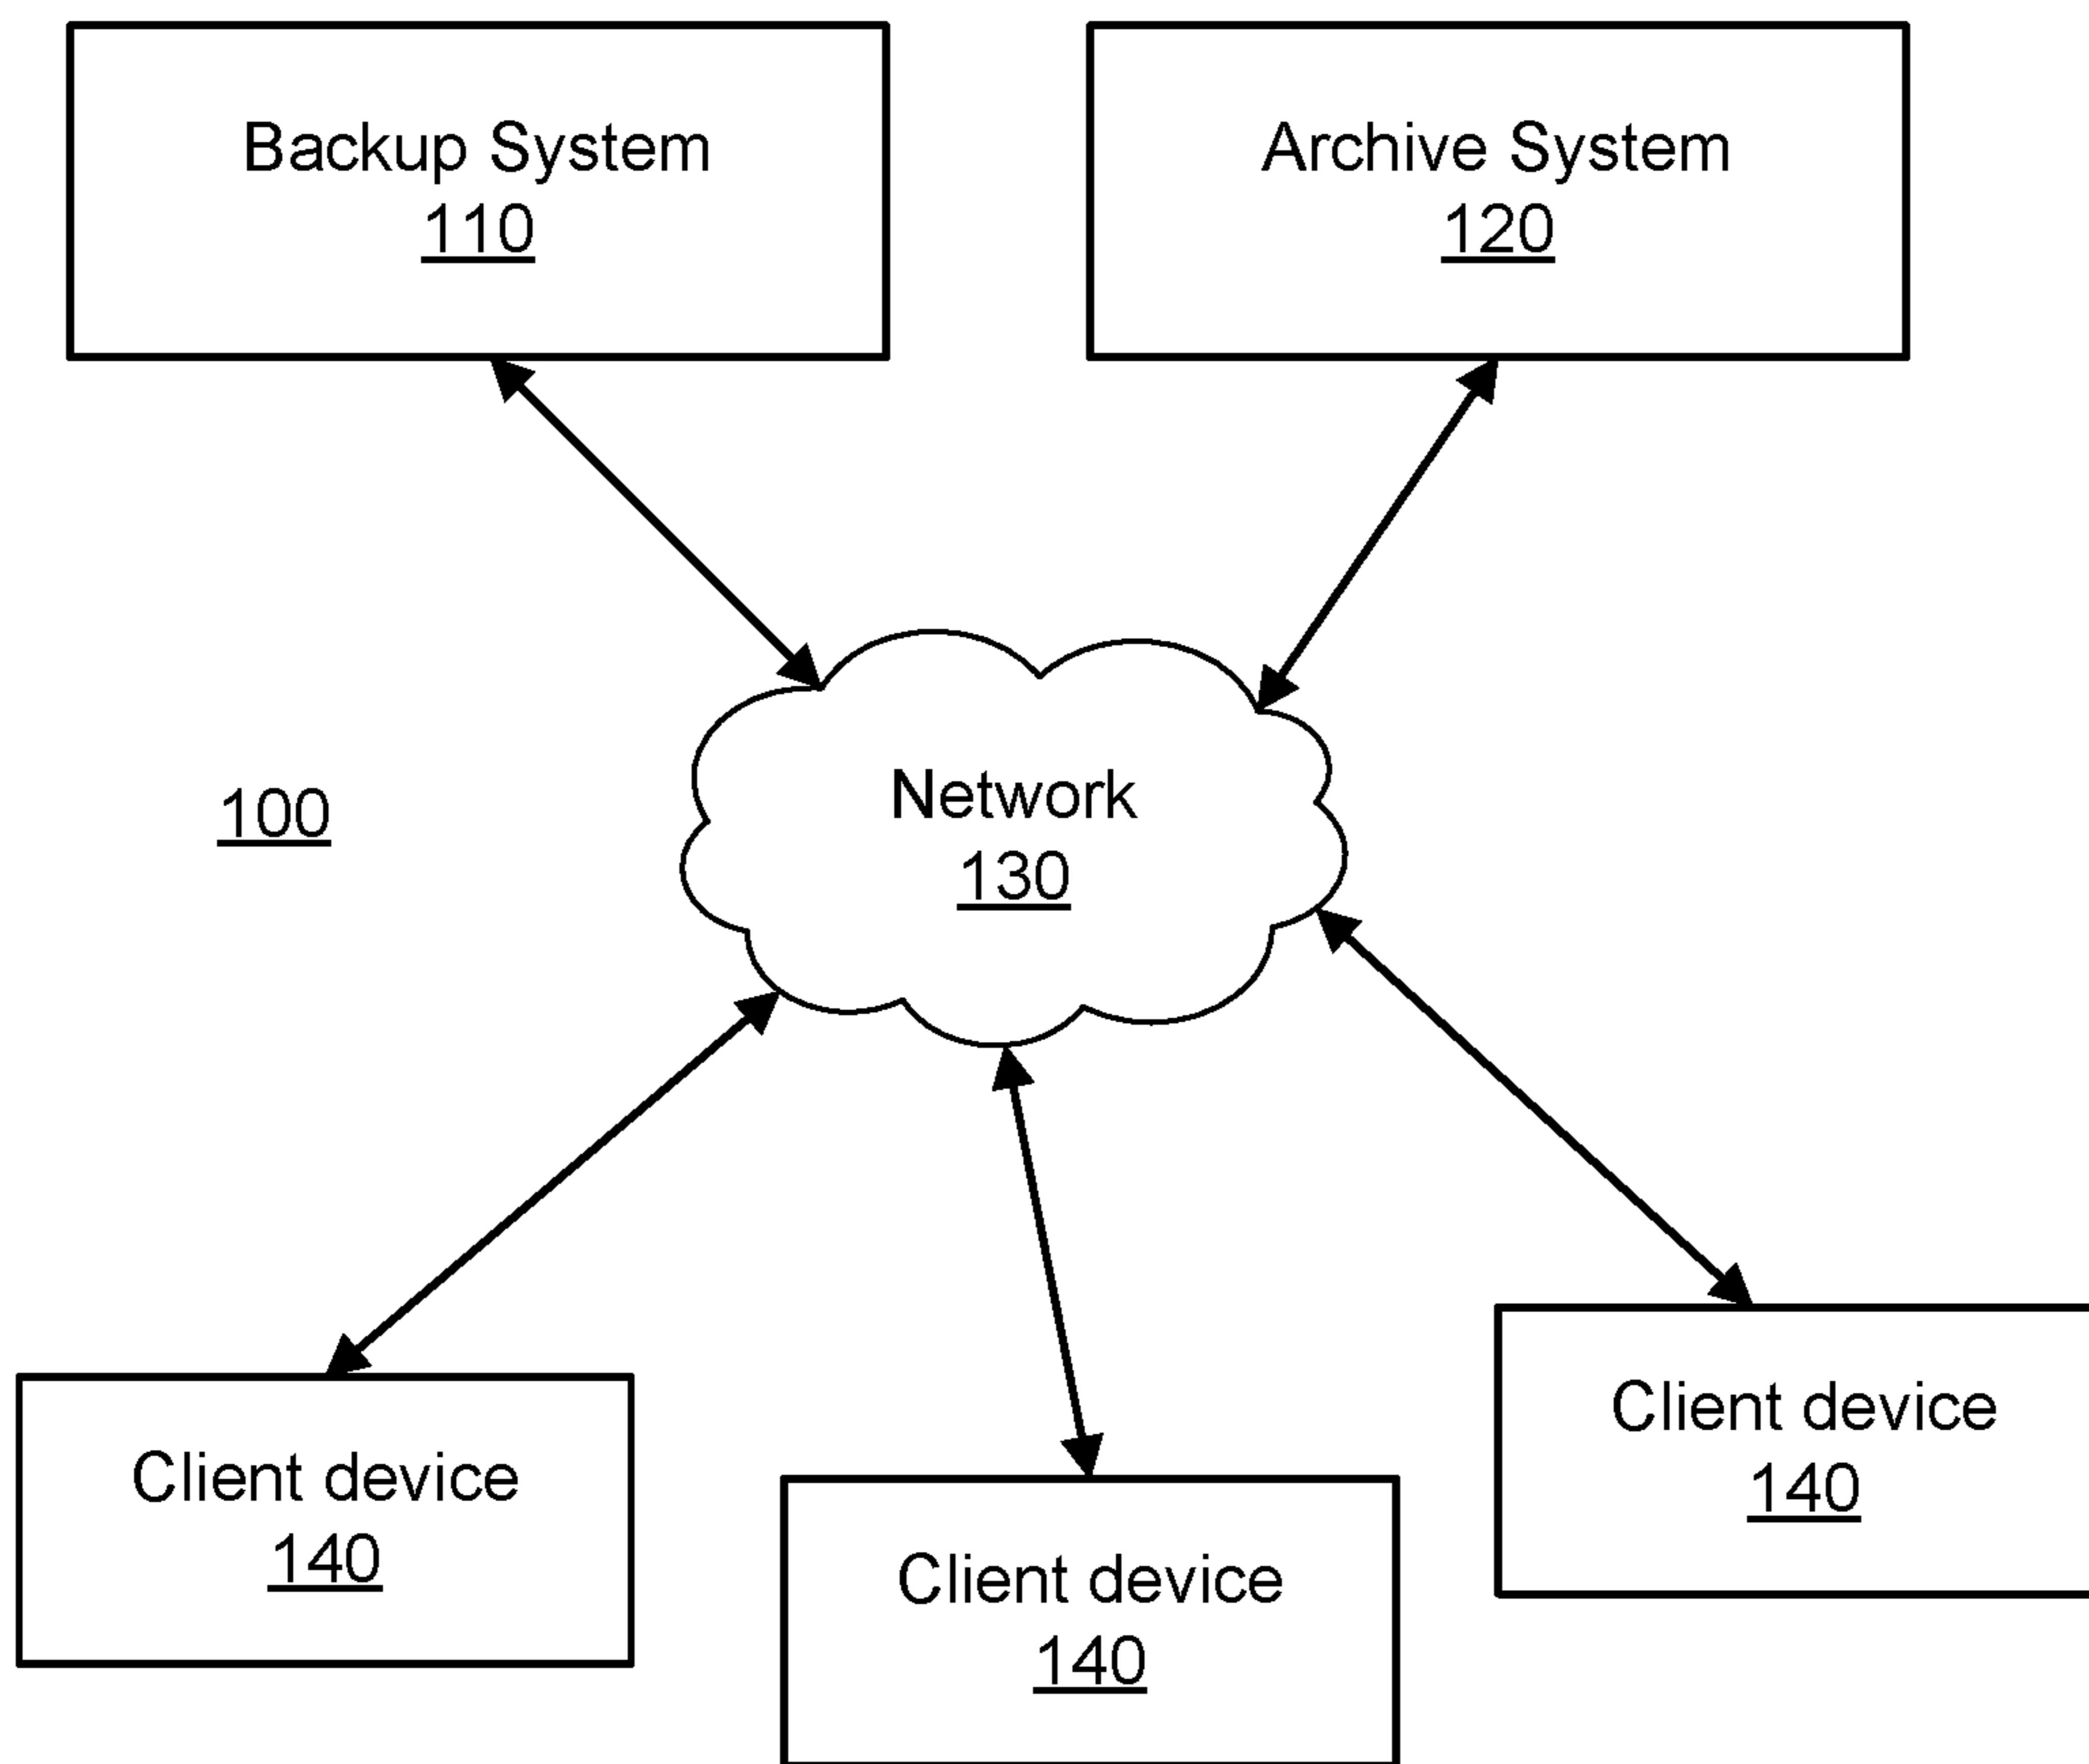 Backup System
110
Archive System
120
Network
130
100
Client device
140
Client device
140
Client device
140